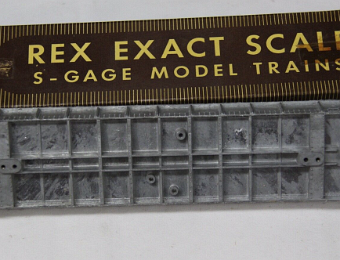 REX EXACT SCALE
S-GAGE MODEL TRAINS